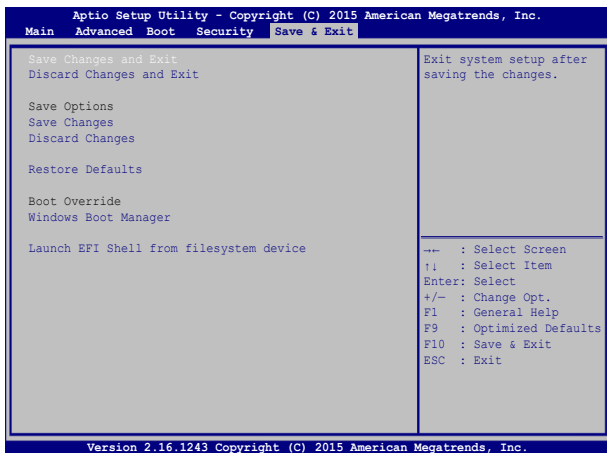 Aptio Setup Utility - Copyright (C) 2015 American Megatrends, Inc.
Main Advanced Boot Security Save & Exit
Save Changes and Exit
Discard Changes and Exit
Save Options
Save Changes
Discard Changes
Restore Defaults
Boot Override
Windows Boot Manager
Launch EFI Shell from filesystem device
Exit system setup after
saving the changes.
→← : Select Screen
↑↓ : Select Item
Enter: Select
+/— : Change Opt.
F1 : General Help
F9 : Optimized Defaults
F10 : Save & Exit
ESC : Exit
Version 2.16.1243 Copyright (C) 2015 American Megatrends, Inc.